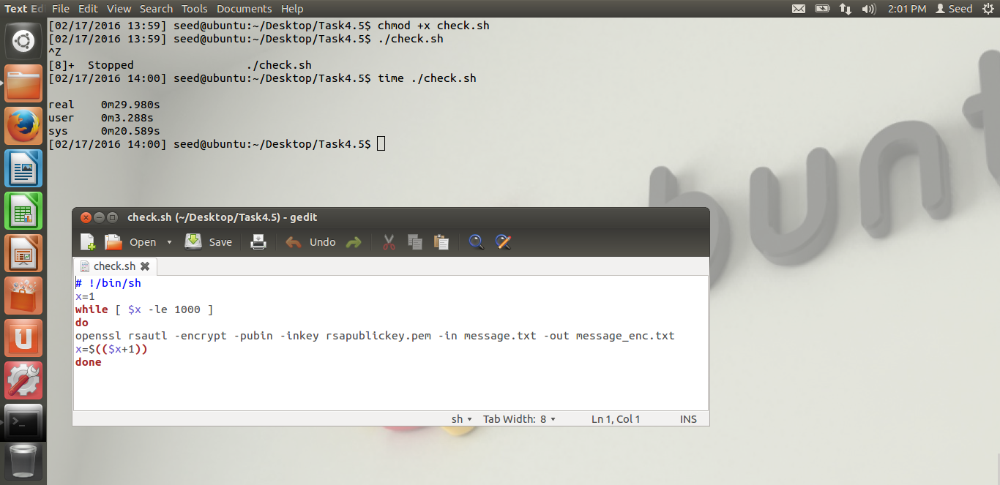 Text Ed File Edit View Search Tools Documents Help 2:01 PM Seed
[02/17/2016 13:59] seed@ubuntu:~/Desktop/Task4.5$ chmod +x check.sh
[02/17/2016 13:59] seed@ubuntu:~/Desktop/Task4.5$ ./check.sh
^Z
[8]+  Stopped                 ./check.sh
[02/17/2016 14:00] seed@ubuntu:~/Desktop/Task4.5$ time ./check.sh
real    0m29.980s
user    0m3.288s
sys     0m20.589s
[02/17/2016 14:00] seed@ubuntu:~/Desktop/Task4.5$
bunt
check.sh (~/Desktop/Task4.5) - gedit
Open Save Undo
check.sh
# !/bin/sh
x=1
while [ $x -le 1000 ]
do
openssl rsautl -encrypt -pubin -inkey rsapublickey.pem -in message.txt -out message_enc.txt
x=$(($x+1))
done
sh Tab Width: 8 Ln 1, Col 1 INS